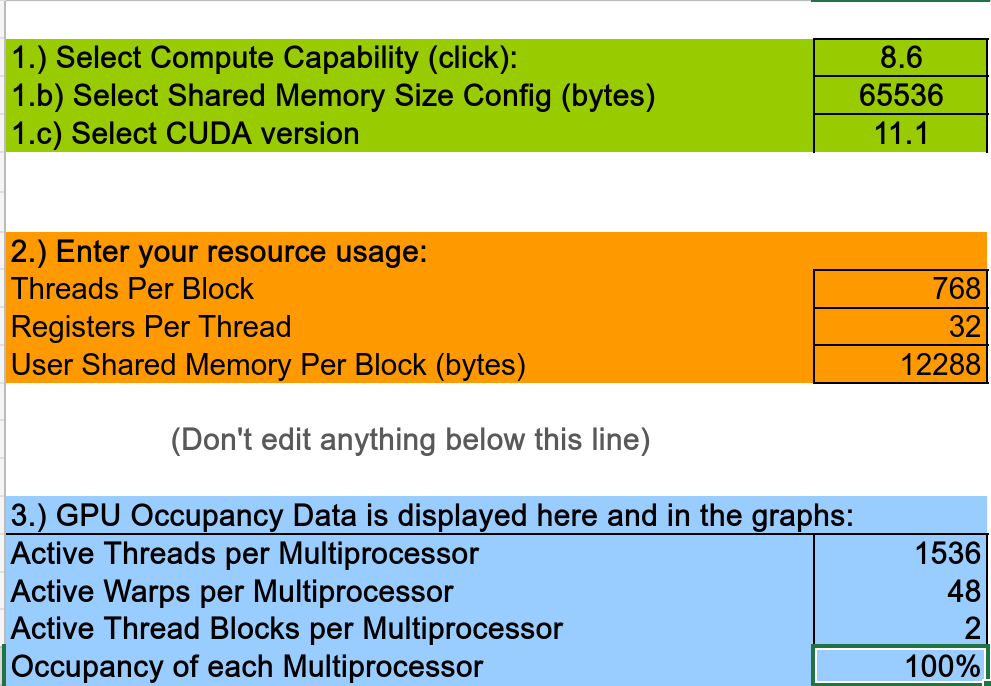 1.) Select Compute Capability (click): 8.6
1.b) Select Shared Memory Size Config (bytes) 65536
1.c) Select CUDA version 11.1
2.) Enter your resource usage:
Threads Per Block 768
Registers Per Thread 32
User Shared Memory Per Block (bytes) 12288
(Don't edit anything below this line)
3.) GPU Occupancy Data is displayed here and in the graphs:
Active Threads per Multiprocessor 1536
Active Warps per Multiprocessor 48
Active Thread Blocks per Multiprocessor 2
Occupancy of each Multiprocessor 100%